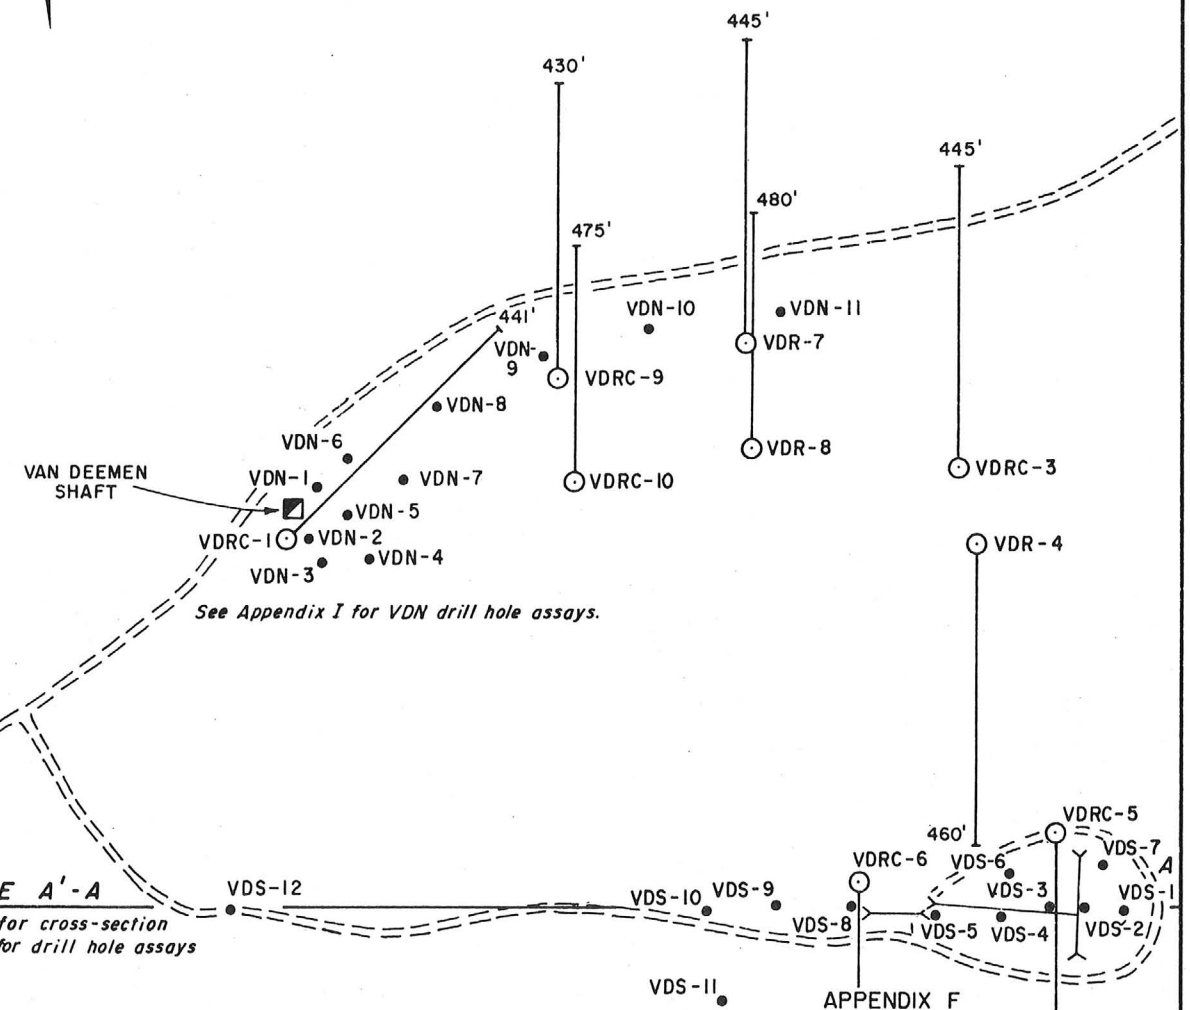 445'
430'
445'
480'
475'
VDN-10
VDN-11
441'
VDN-
9
VDR-7
VDRC-9
VDN-8
VDN-6
VDR-8
VAN DEEMEN
SHAFT
VDN-1
VDN-7
VDRC-10
VDRC-3
VDN-5
VDRC-1
VDN-2
VDR-4
VDN-4
VDN-3
See Appendix I for VDN drill hole assays.
VDRC-5
460'
VDS-7
VDRC-6
VDS-6
A
E A'-A
VDS-12
VDS-10
VDS-9
VDS-3
VDS-1
for cross-section
VDS-8
VDS-5
VDS-4
VDS-2
for drill hole assays
VDS-11
APPENDIX F